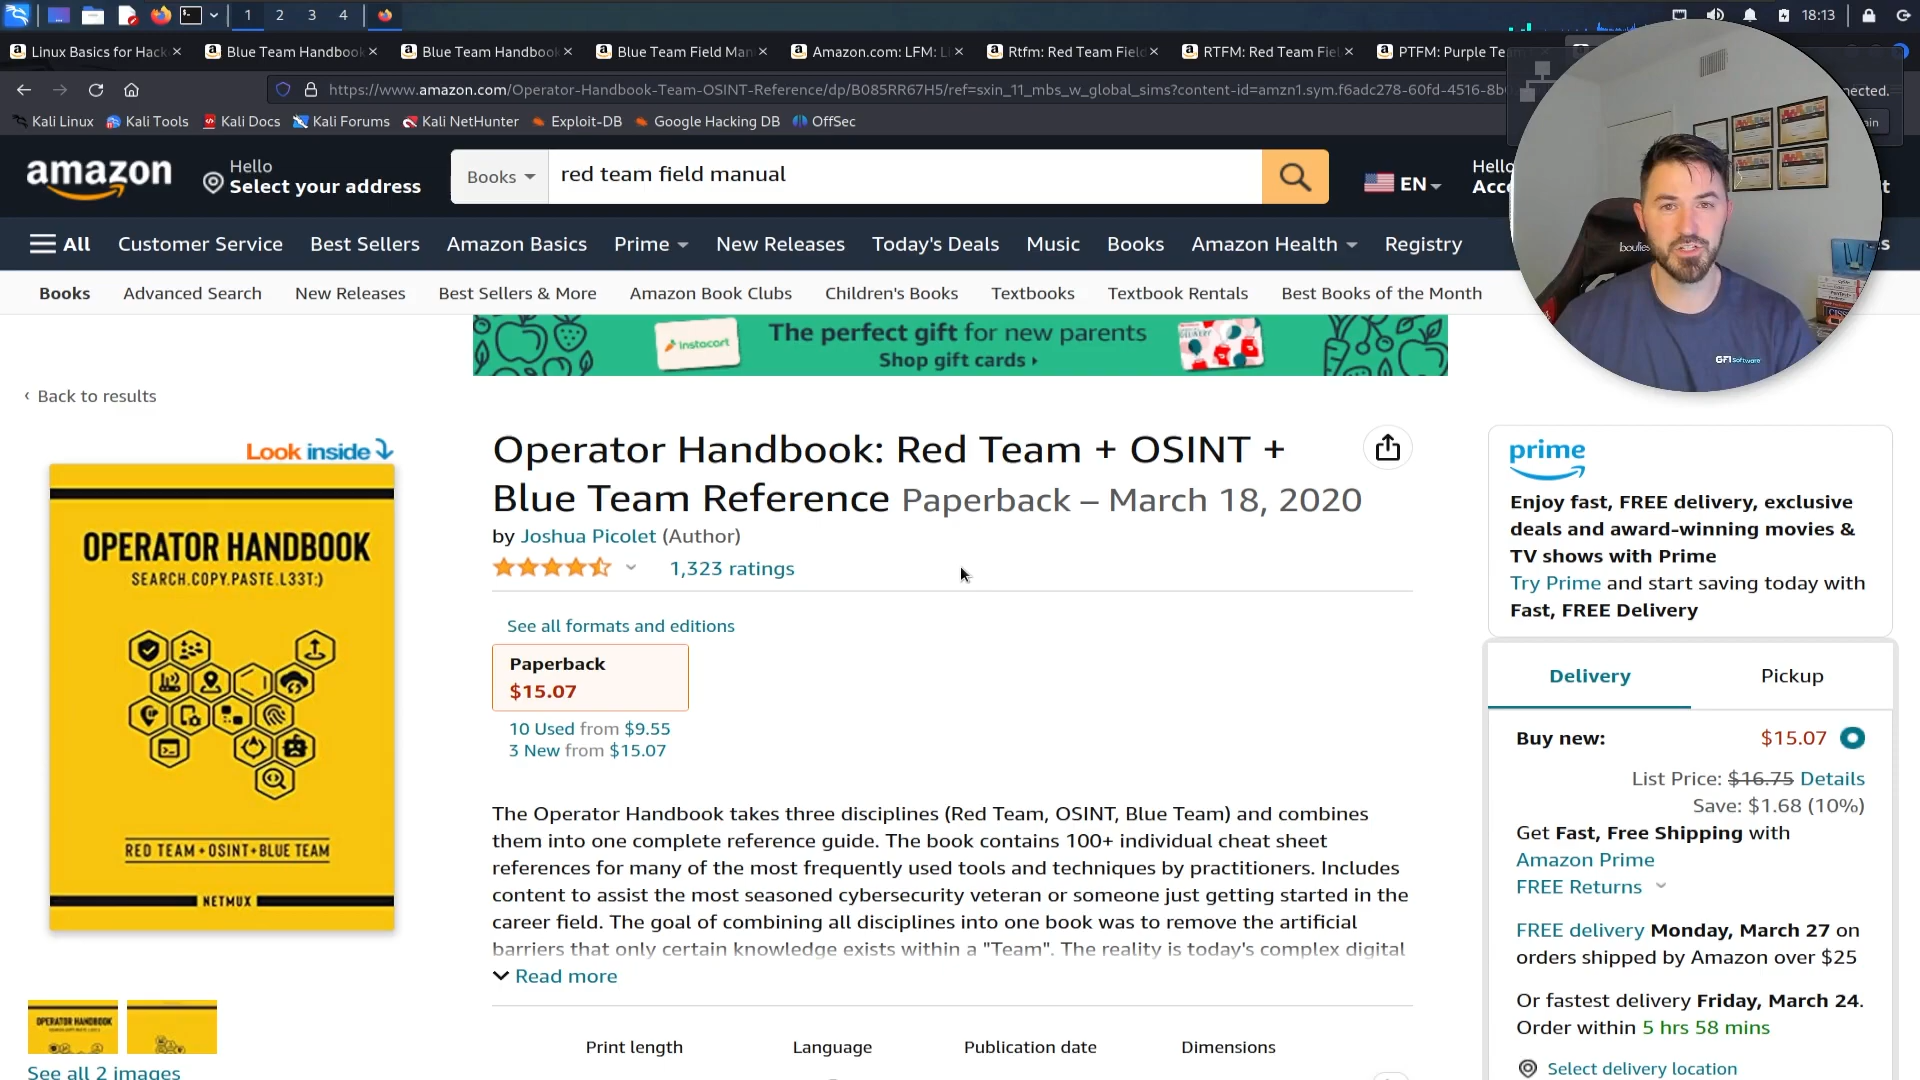 1
2
3
4
18:13
Linux Basics for Hack
Blue Team Handbook
Blue Team Handboo
Blue Team Field Man
Amazon.com: LFM: L
Rtfm: Red Team Field
RTFM: Red Team Fiel
PTFM: Purple Te
https://www.amazon.com/Operator-Handbook-Team-OSINT-Reference/dp/B085RR67H5/ref=sxin_11_mbs_w_global_sims?content-id=amzn1.sym.f6adc278-60fd-4516-8b
nected.
Kali Linux
Kali Tools
Kali Docs
Kali Forums
Kali NetHunter
Exploit-DB
Google Hacking DB
OffSec
ain
amazon
Hello
Select your address
Books
red team field manual
EN
Hello
Acc
t
All
Customer Service
Best Sellers
Amazon Basics
Prime
New Releases
Today's Deals
Music
Books
Amazon Health
Registry
s
boulies
Books
Advanced Search
New Releases
Best Sellers & More
Amazon Book Clubs
Children's Books
Textbooks
Textbook Rentals
Best Books of the Month
CISS
GFI Software
instacart
The perfect gift for new parents
Shop gift cards ›
‹ Back to results
Look inside
OPERATOR HANDBOOK
SEARCH.COPY.PASTE.L33T:)
RED TEAM + OSINT + BLUE TEAM
NETMUX
OPERATOR HANDBOOK
See all 2 images
Operator Handbook: Red Team + OSINT +
Blue Team Reference Paperback – March 18, 2020
by Joshua Picolet (Author)
1,323 ratings
See all formats and editions
Paperback
$15.07
10 Used from $9.55
3 New from $15.07
The Operator Handbook takes three disciplines (Red Team, OSINT, Blue Team) and combines
them into one complete reference guide. The book contains 100+ individual cheat sheet
references for many of the most frequently used tools and techniques by practitioners. Includes
content to assist the most seasoned cybersecurity veteran or someone just getting started in the
career field. The goal of combining all disciplines into one book was to remove the artificial
barriers that only certain knowledge exists within a "Team". The reality is today's complex digital
Read more
Print length
Language
Publication date
Dimensions
prime
Enjoy fast, FREE delivery, exclusive
deals and award-winning movies &
TV shows with Prime
Try Prime and start saving today with
Fast, FREE Delivery
Delivery
Pickup
Buy new:
$15.07
List Price: $16.75 Details
Save: $1.68 (10%)
Get Fast, Free Shipping with
Amazon Prime
FREE Returns
FREE delivery Monday, March 27 on
orders shipped by Amazon over $25
Or fastest delivery Friday, March 24.
Order within 5 hrs 58 mins
Select delivery location